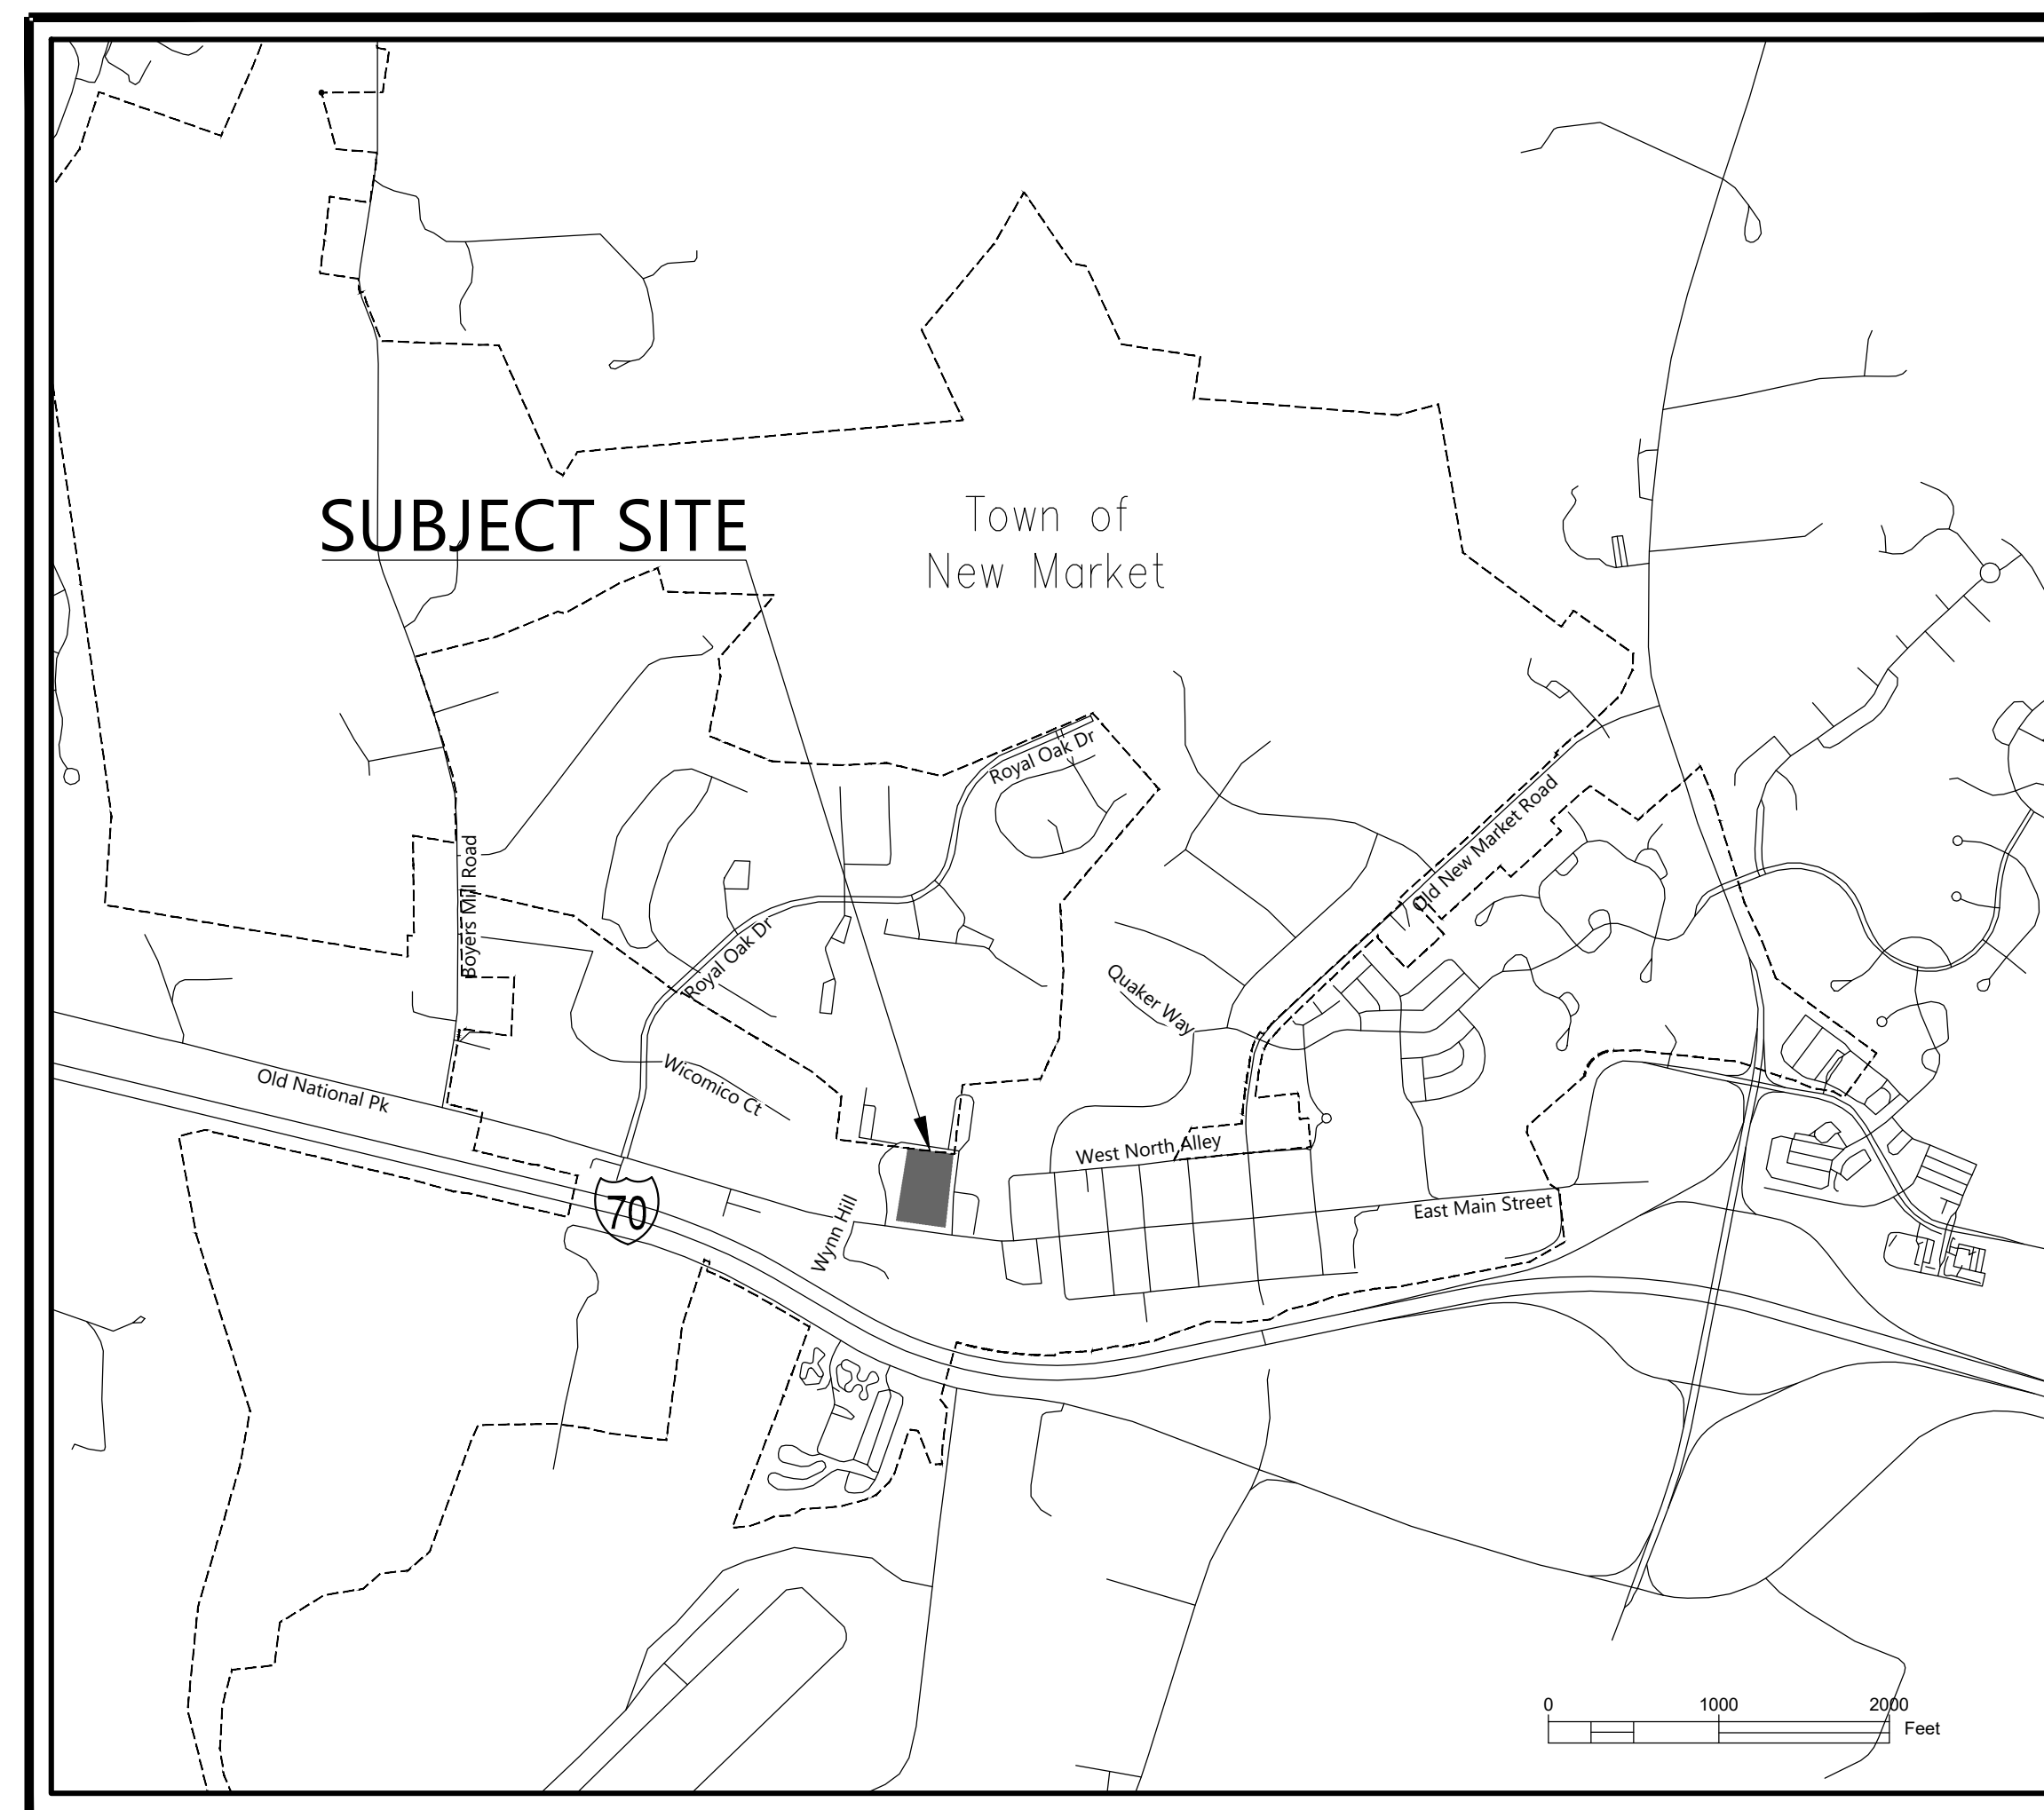 SUBJECT SITE
Town of
New Market
Royal Oak Dr
Old New Market Road
Boyers Mill Road
Royal Oak Dr
Quaker Way
Wicomico Ct
Old National Pk
West North Alley
70
Wynn Hill
East Main Street
0 1000 2000
Feet